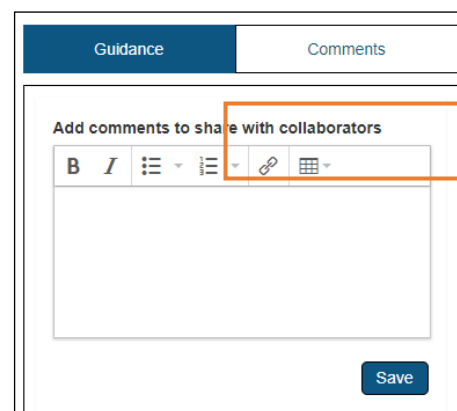 Guidance Comments
Add comments to share with collaborators
B I
Save